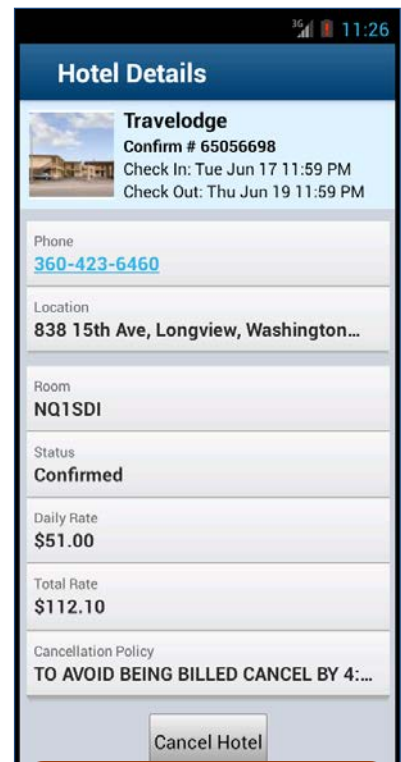 3G 11:26
Hotel Details
Travelodge
Confirm # 65056698
Check In: Tue Jun 17 11:59 PM
Check Out: Thu Jun 19 11:59 PM
Phone
360-423-6460
Location
838 15th Ave, Longview, Washington...
Room
NQ1SDI
Status
Confirmed
Daily Rate
$51.00
Total Rate
$112.10
Cancellation Policy
TO AVOID BEING BILLED CANCEL BY 4:...
Cancel Hotel